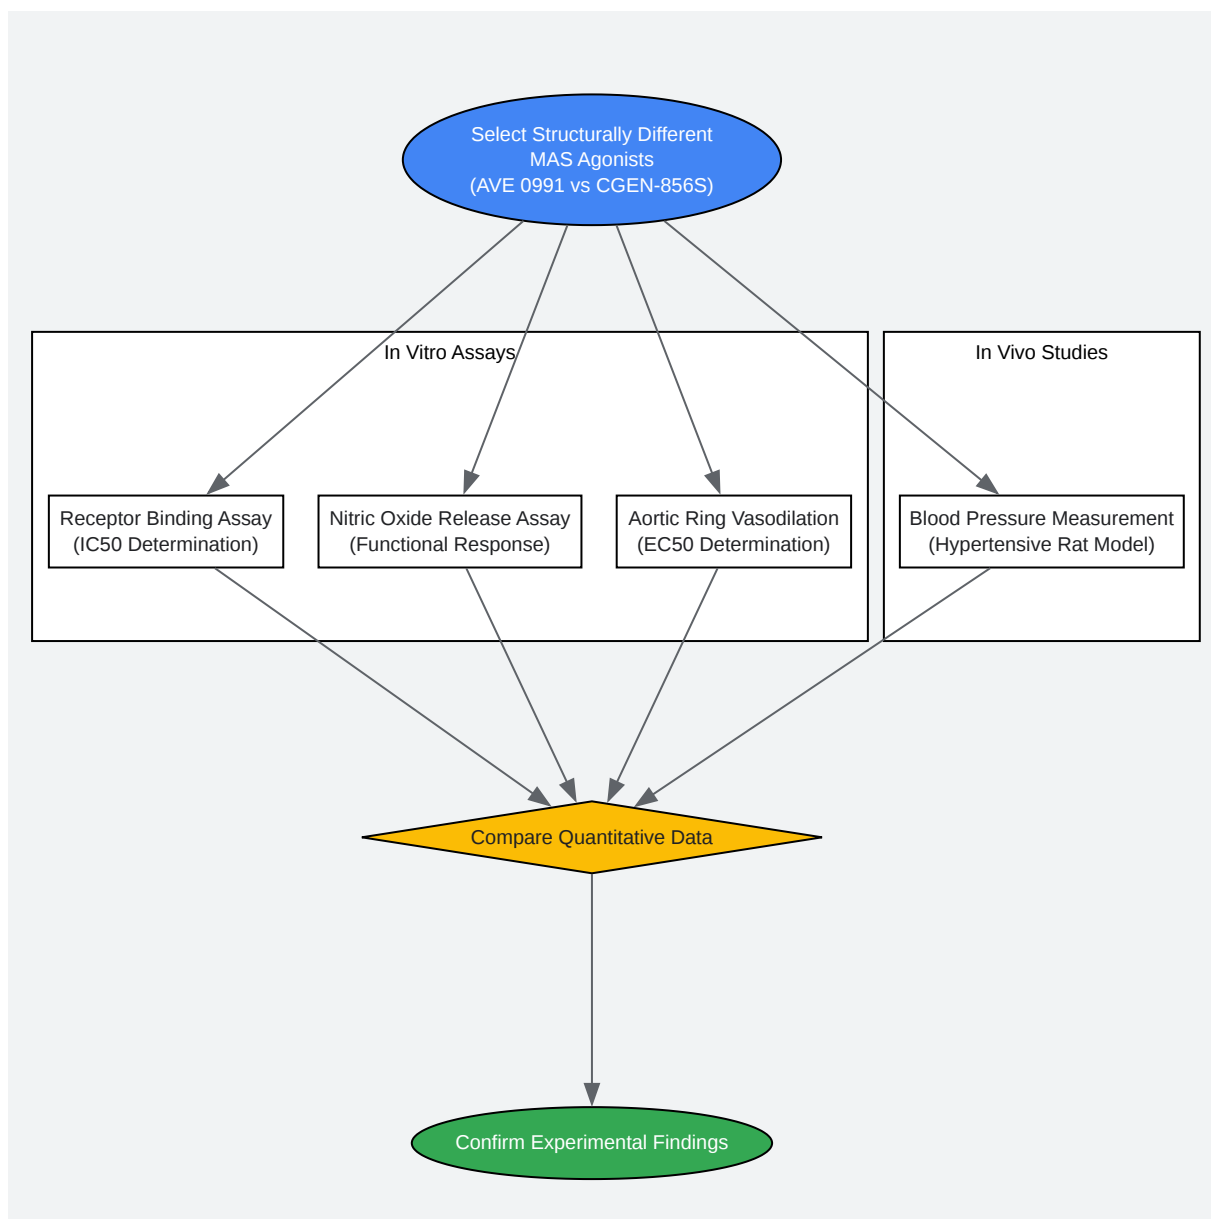 Select Structurally Different
MAS Agonists
(AVE 0991 vs CGEN-856S)
In Vitro Assays
In Vivo Studies
Receptor Binding Assay
(IC50 Determination)
Nitric Oxide Release Assay
(Functional Response)
Aortic Ring Vasodilation
(EC50 Determination)
Blood Pressure Measurement
(Hypertensive Rat Model)
Compare Quantitative Data
Confirm Experimental Findings